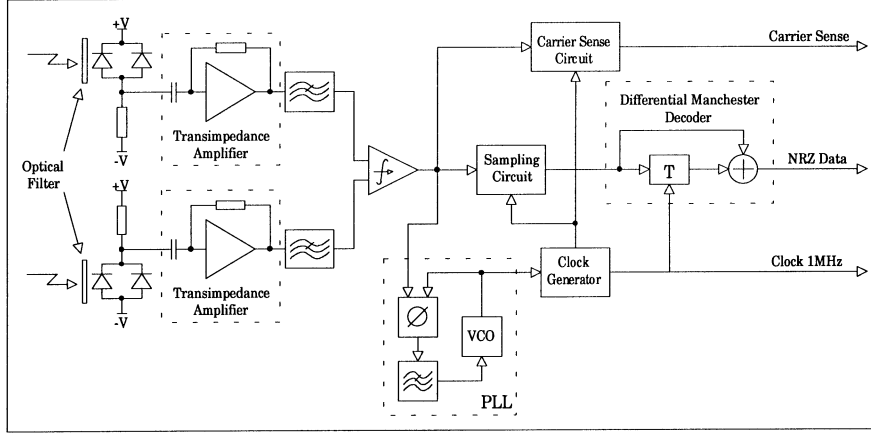 +V
Carrier Sense
Circuit
Carrier Sense
Transimpedance
Amplifier
-V
Differential Manchester
Decoder
Optical
Filter
+V
Sampling
Circuit
T
NRZ Data
Clock
Generator
Clock 1MHz
Transimpedance
Amplifier
-V
Ø
VCO
PLL